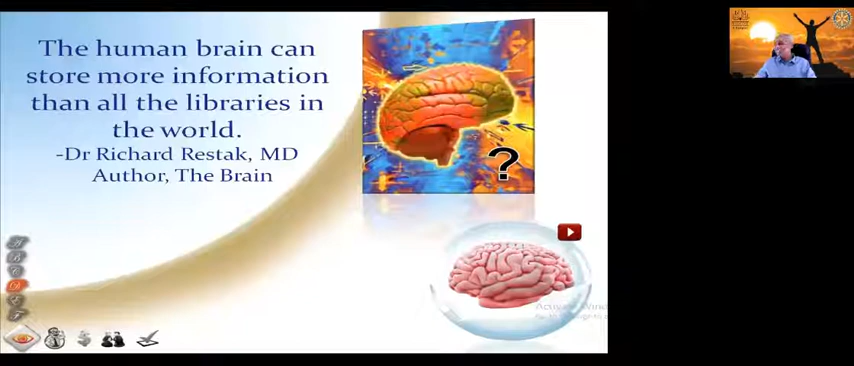 The human brain can
store more information
than all the libraries in
the world.
-Dr Richard Restak, MD
Author, The Brain
?
A
B
C
D
E
F